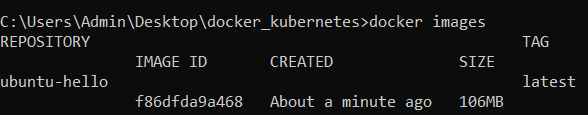 C:\Users\Admin\Desktop\docker_kubernetes>docker images
REPOSITORY TAG
IMAGE ID CREATED SIZE
ubuntu-hello latest
f86dfda9a468 About a minute ago 106MB